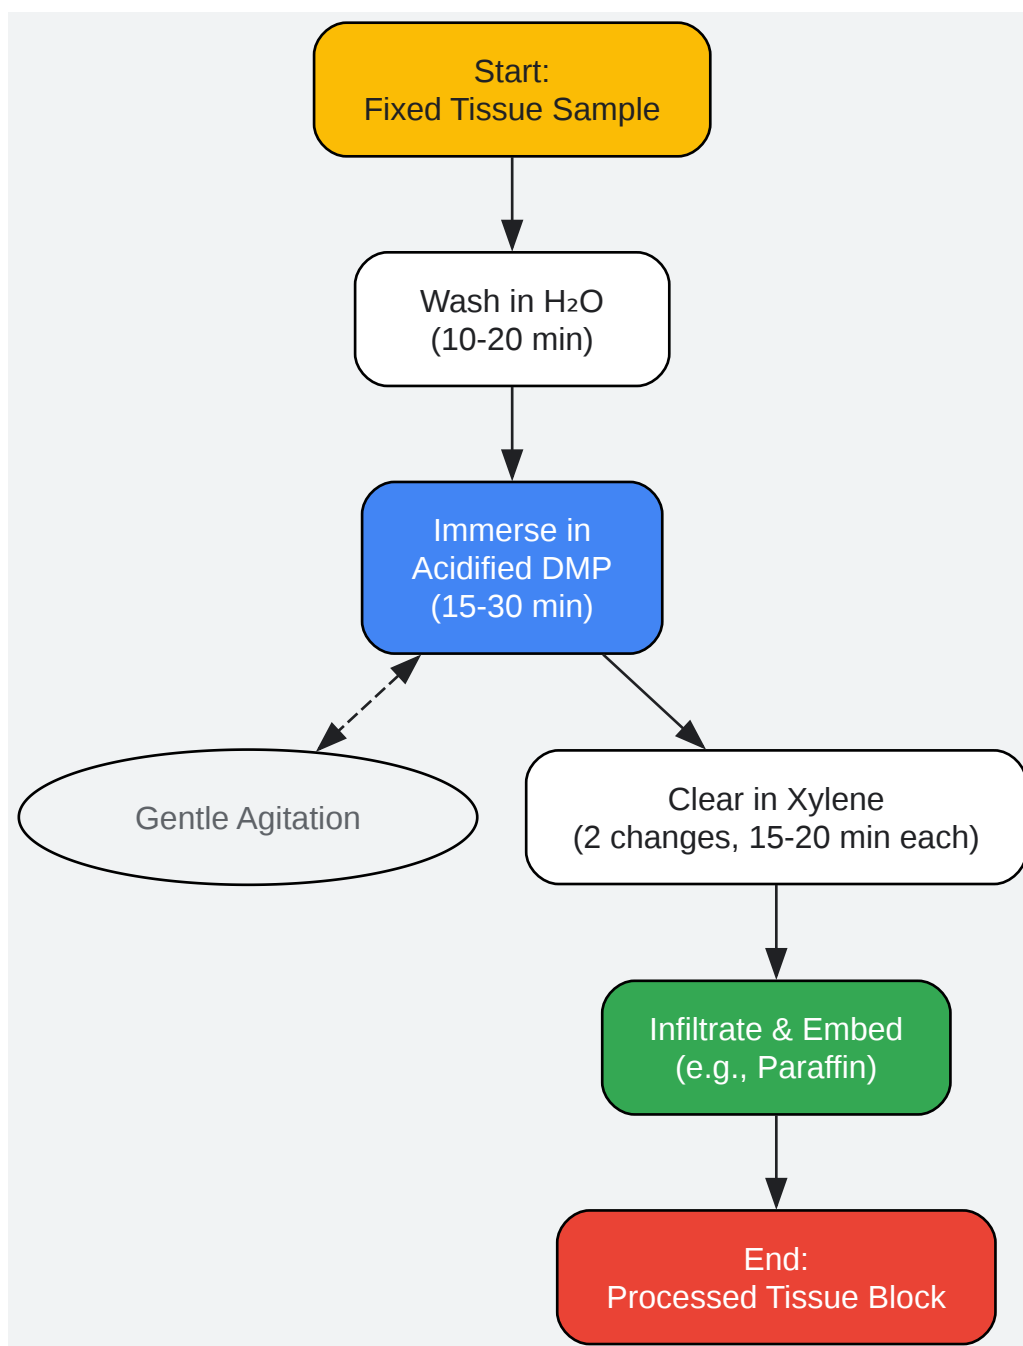 Start:
Fixed Tissue Sample
Wash in H₂O
(10-20 min)
Immerse in
Acidified DMP
(15-30 min)
Gentle Agitation
Clear in Xylene
(2 changes, 15-20 min each)
Infiltrate & Embed
(e.g., Paraffin)
End:
Processed Tissue Block